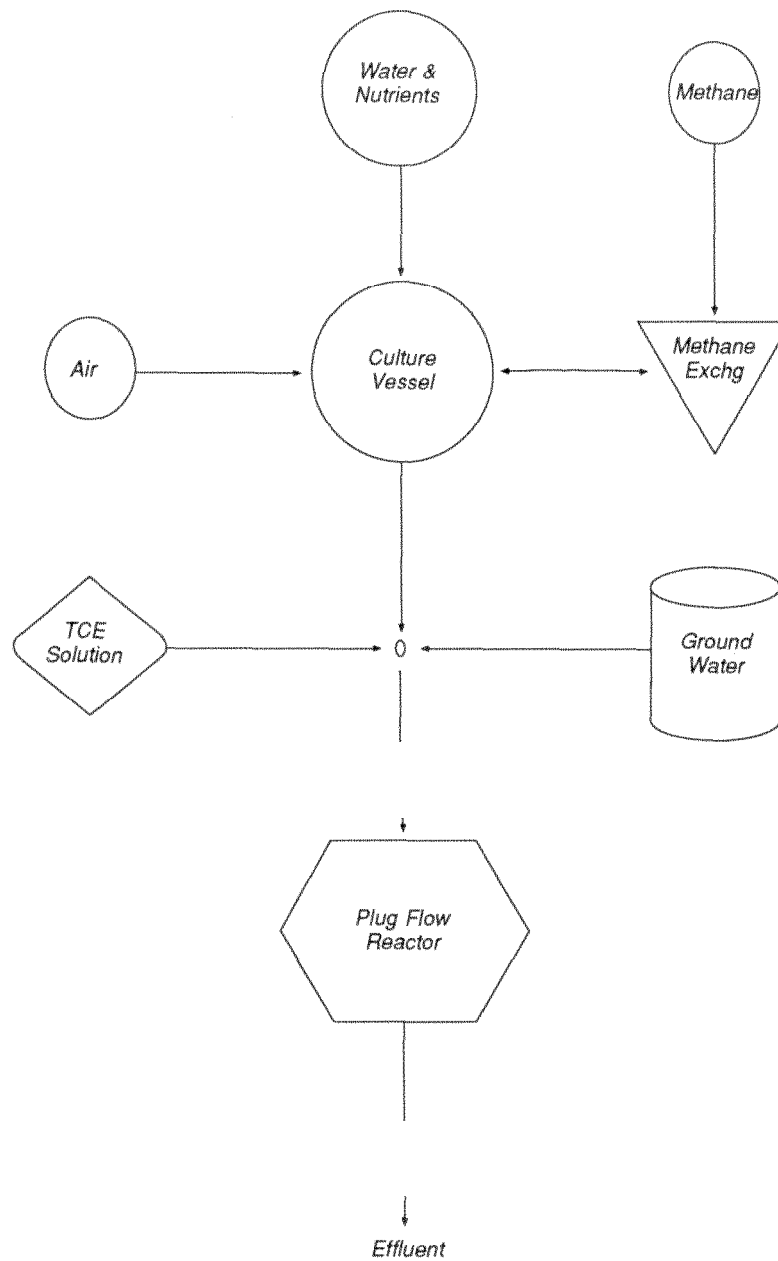 Water &
Nutrients
Methane
Air
Culture
Vessel
Methane
Exchg
TCE
Solution
0
Ground
Water
Plug Flow
Reactor
Effluent